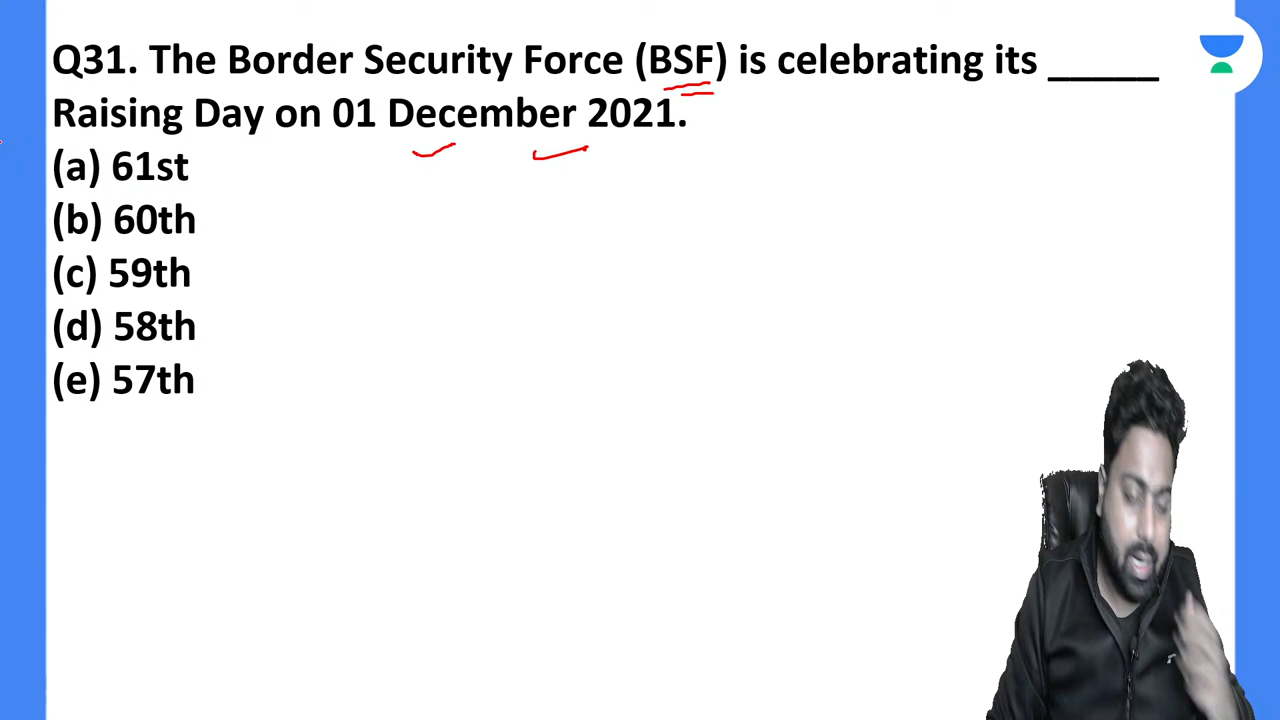 Q31. The Border Security Force (BSF) is celebrating its _____
Raising Day on 01 December 2021.
(a) 61st
(b) 60th
(c) 59th
(d) 58th
(e) 57th